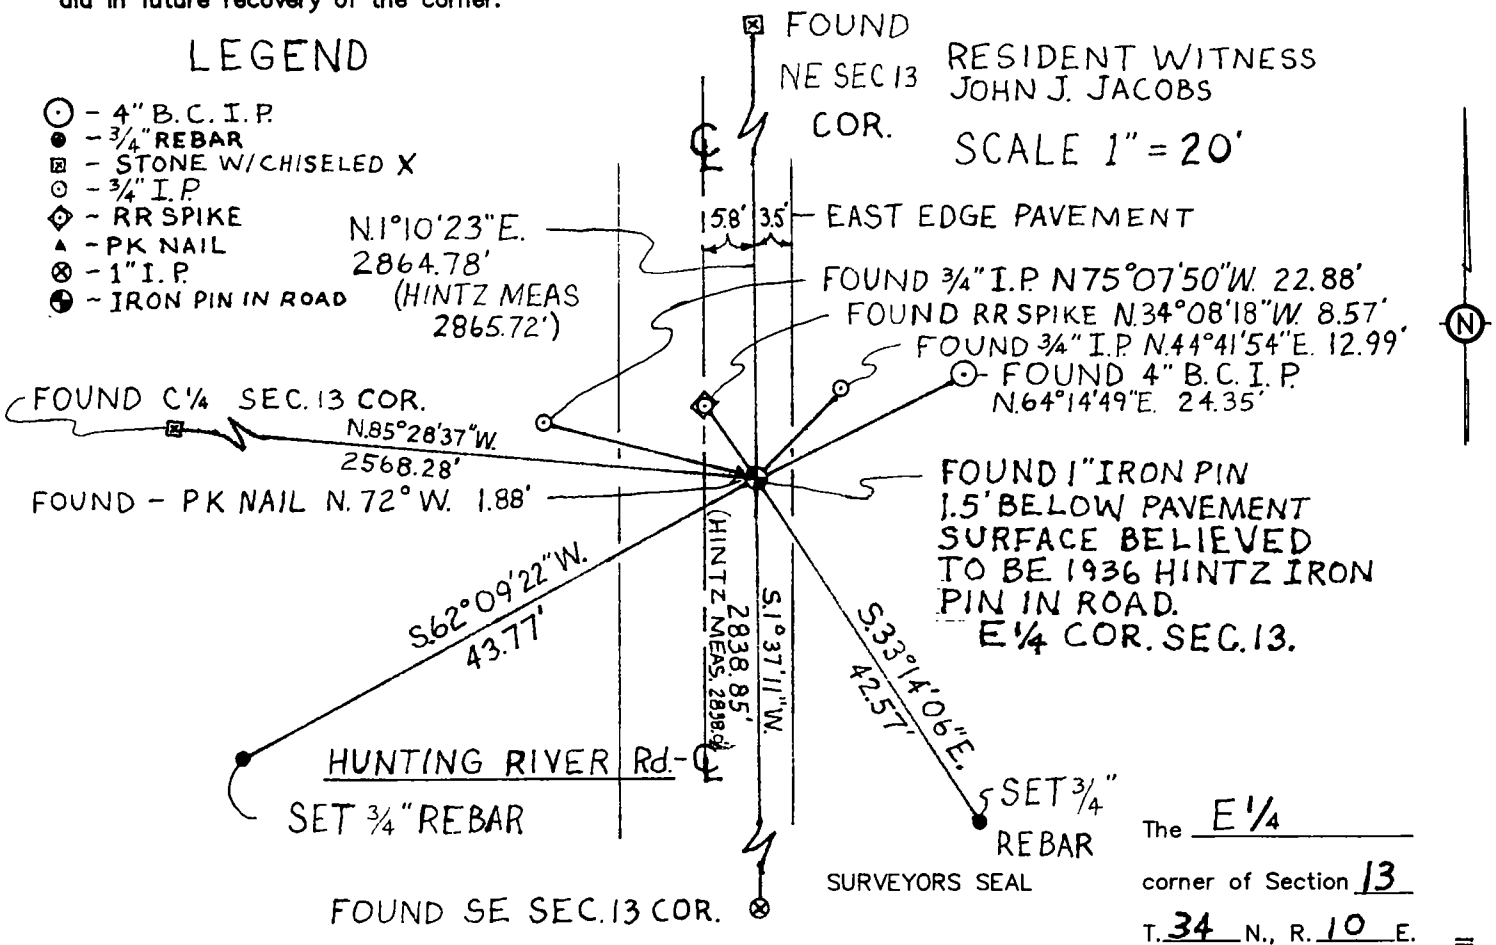 aid in future recovery of the corner.
LEGEND
4" B.C.I.P.
3/4" REBAR
STONE W/CHISELED X
3/4" I.P.
RR SPIKE
PK NAIL
1" I.P.
IRON PIN IN ROAD
FOUND
NE SEC 13
COR.
RESIDENT WITNESS
JOHN J. JACOBS
SCALE 1" = 20'
℄
5.8' 3.5'
EAST EDGE PAVEMENT
N.1°10'23"E.
2864.78'
(HINTZ MEAS
2865.72')
FOUND 3/4" I.P. N75°07'50"W. 22.88'
FOUND RR SPIKE N.34°08'18"W. 8.57'
FOUND 3/4" I.P. N.44°41'54"E. 12.99'
FOUND 4" B.C.I.P.
N.64°14'49"E. 24.35'
N
FOUND C1/4 SEC. 13 COR.
N.85°28'37"W.
2568.28'
FOUND - PK NAIL N. 72° W. 1.88'
FOUND 1" IRON PIN
1.5' BELOW PAVEMENT
SURFACE BELIEVED
TO BE 1936 HINTZ IRON
PIN IN ROAD.
E1/4 COR. SEC. 13.
S.62°09'22"W.
43.77'
S.1°37'11"W.
2838.85'
(HINTZ MEAS.
S.33°14'06"E.
42.57'
HUNTING RIVER Rd.-℄
SET 3/4" REBAR
SET 3/4"
REBAR
FOUND SE SEC. 13 COR.
SURVEYORS SEAL
The E 1/4
corner of Section 13
T. 34 N., R. 10 E.